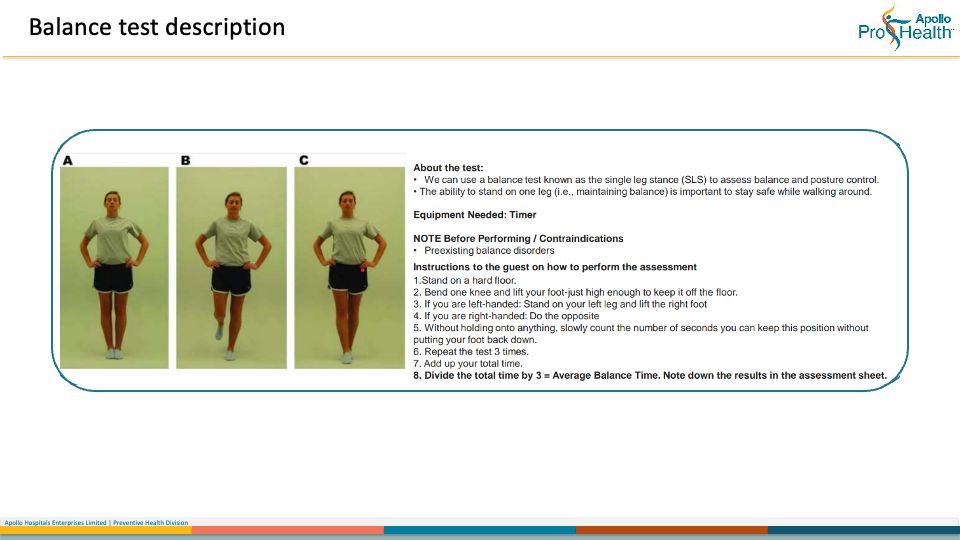 Balance test description
Apollo
ProHealth
A
B
C
About the test:
• We can use a balance test known as the single leg stance (SLS) to assess balance and posture control.
• The ability to stand on one leg (i.e., maintaining balance) is important to stay safe while walking around.
Equipment Needed: Timer
NOTE Before Performing / Contraindications
• Preexisting balance disorders
Instructions to the guest on how to perform the assessment
1.Stand on a hard floor.
2. Bend one knee and lift your foot-just high enough to keep it off the floor.
3. If you are left-handed: Stand on your left leg and lift the right foot
4. If you are right-handed: Do the opposite
5. Without holding onto anything, slowly count the number of seconds you can keep this position without
putting your foot back down.
6. Repeat the test 3 times.
7. Add up your total time.
8. Divide the total time by 3 = Average Balance Time. Note down the results in the assessment sheet.
Apollo Hospitals Enterprises Limited | Preventive Health Division